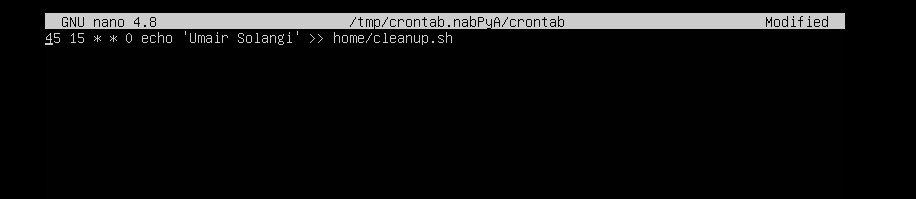 GNU nano 4.8 /tmp/crontab.nabPyA/crontab Modified
45 15 * * 0 echo 'Umair Solangi' >> home/cleanup.sh